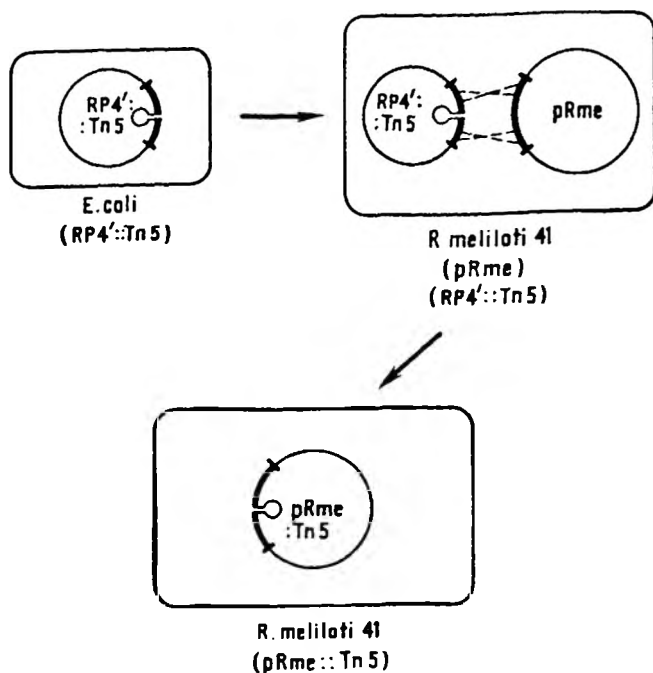 RP4':
:Tn5
E.coli
(RP4'::Tn5)
RP4':
:Tn5
pRme
R meliloti 41
(pRme)
(RP4'::Tn5)
pRme
:Tn5
R. meliloti 41
(pRme::Tn5)